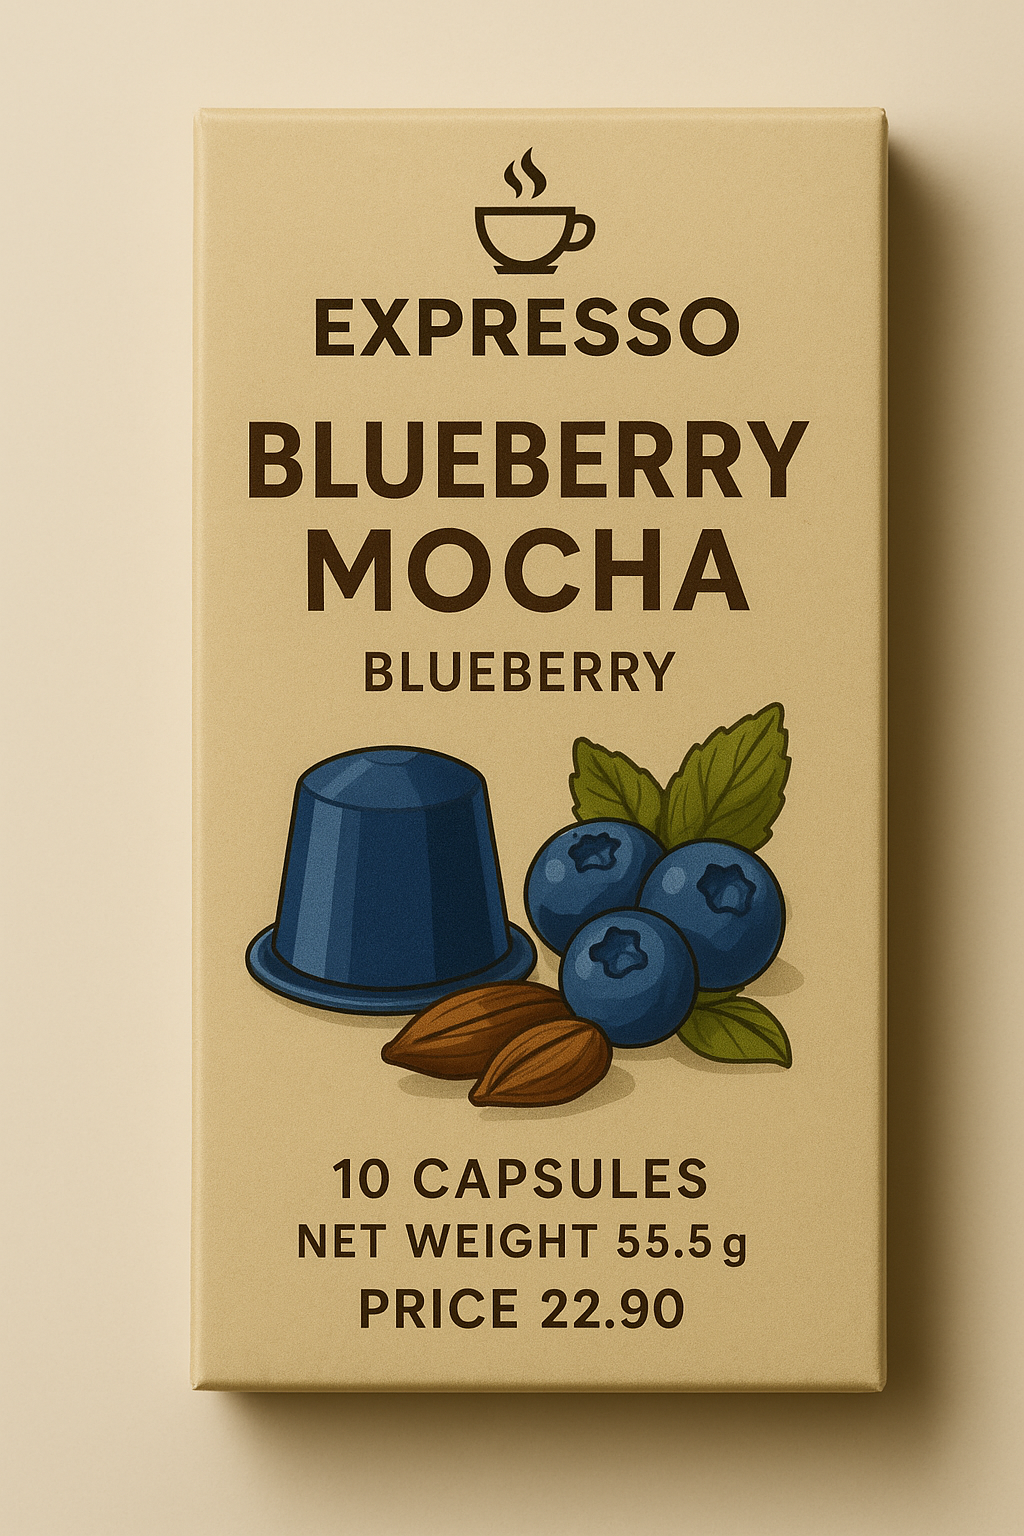 EXPRESSO
BLUEBERRY
MOCHA
BLUEBERRY
10 CAPSULES
NET WEIGHT 55.5 g
PRICE 22.90